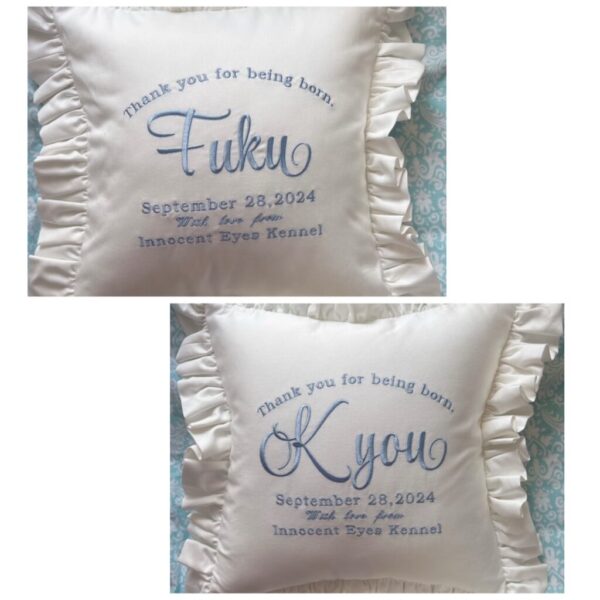 Thank you for being born.
Fuku
September 28,2024
With love from
Innocent Eyes Kennel
Thank you for being born.
Kyou
September 28,2024
With love from
Innocent Eyes Kennel